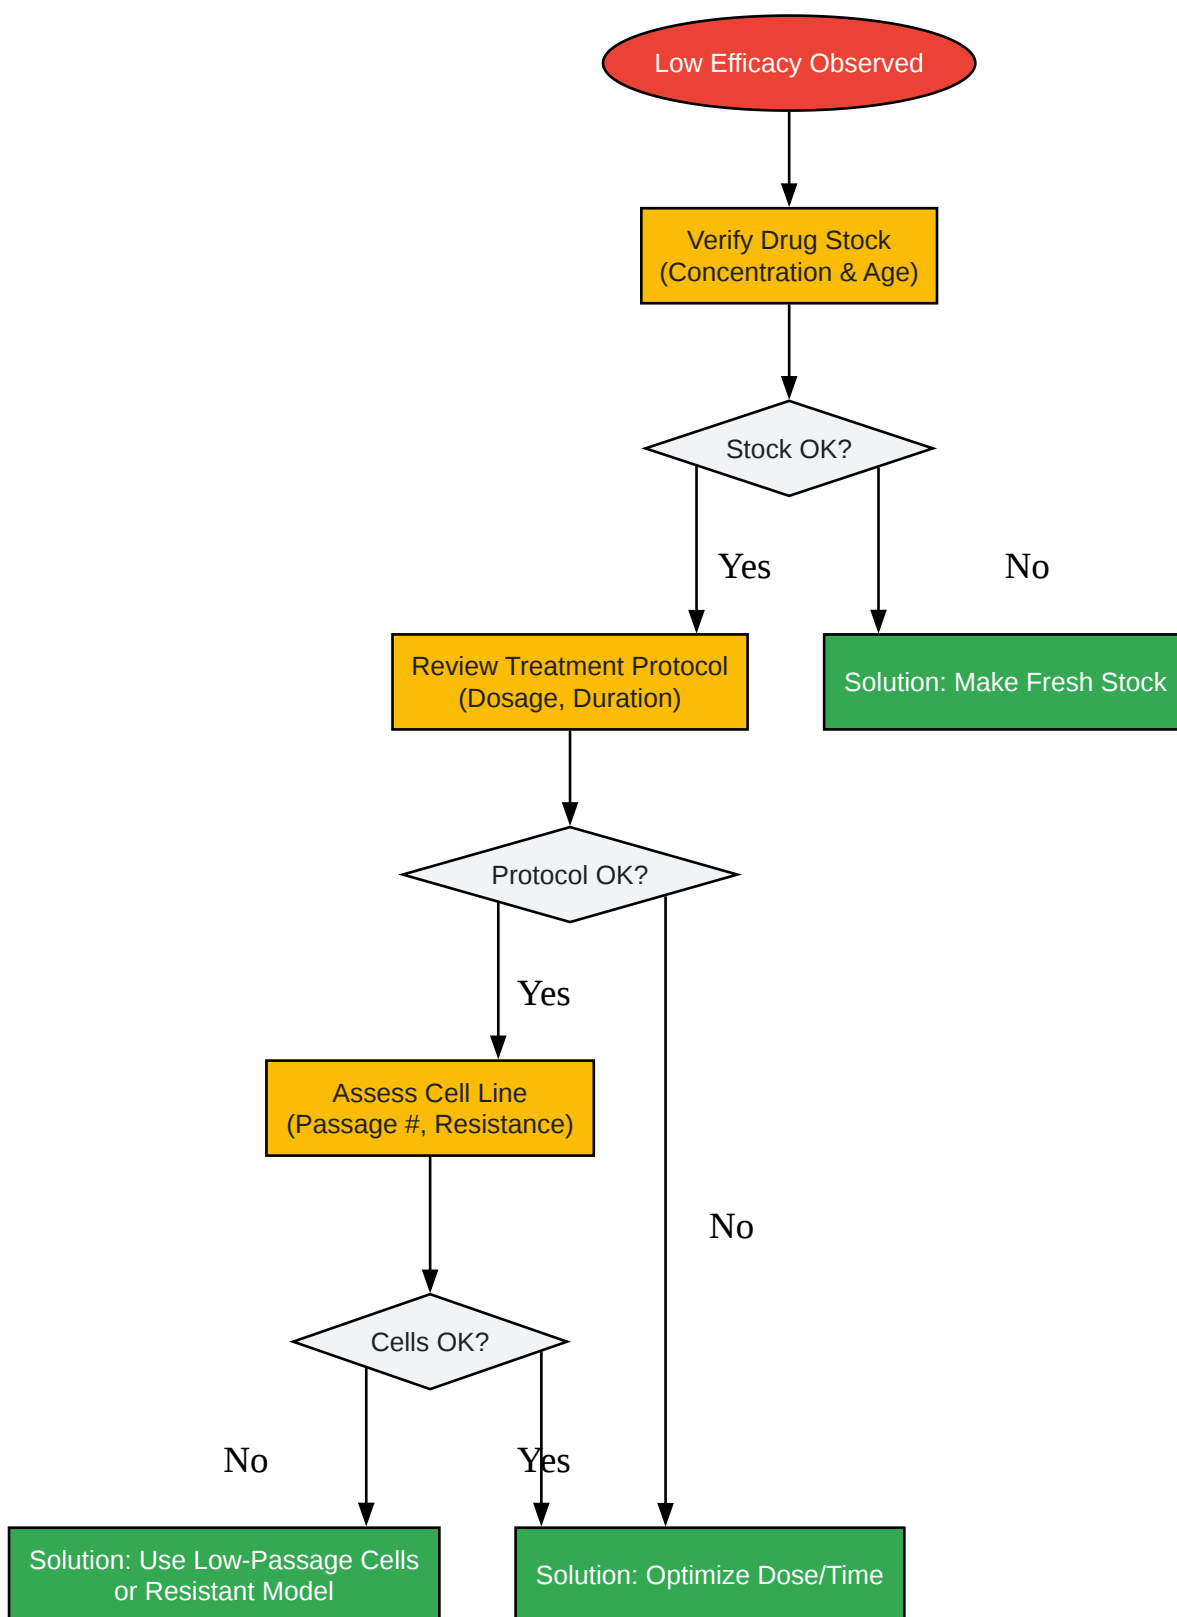 Low Efficacy Observed
Verify Drug Stock
(Concentration & Age)
Stock OK?
Yes
No
Review Treatment Protocol
(Dosage, Duration)
Solution: Make Fresh Stock
Protocol OK?
Yes
Assess Cell Line
(Passage #, Resistance)
No
Cells OK?
No
Yes
Solution: Use Low-Passage Cells
or Resistant Model
Solution: Optimize Dose/Time